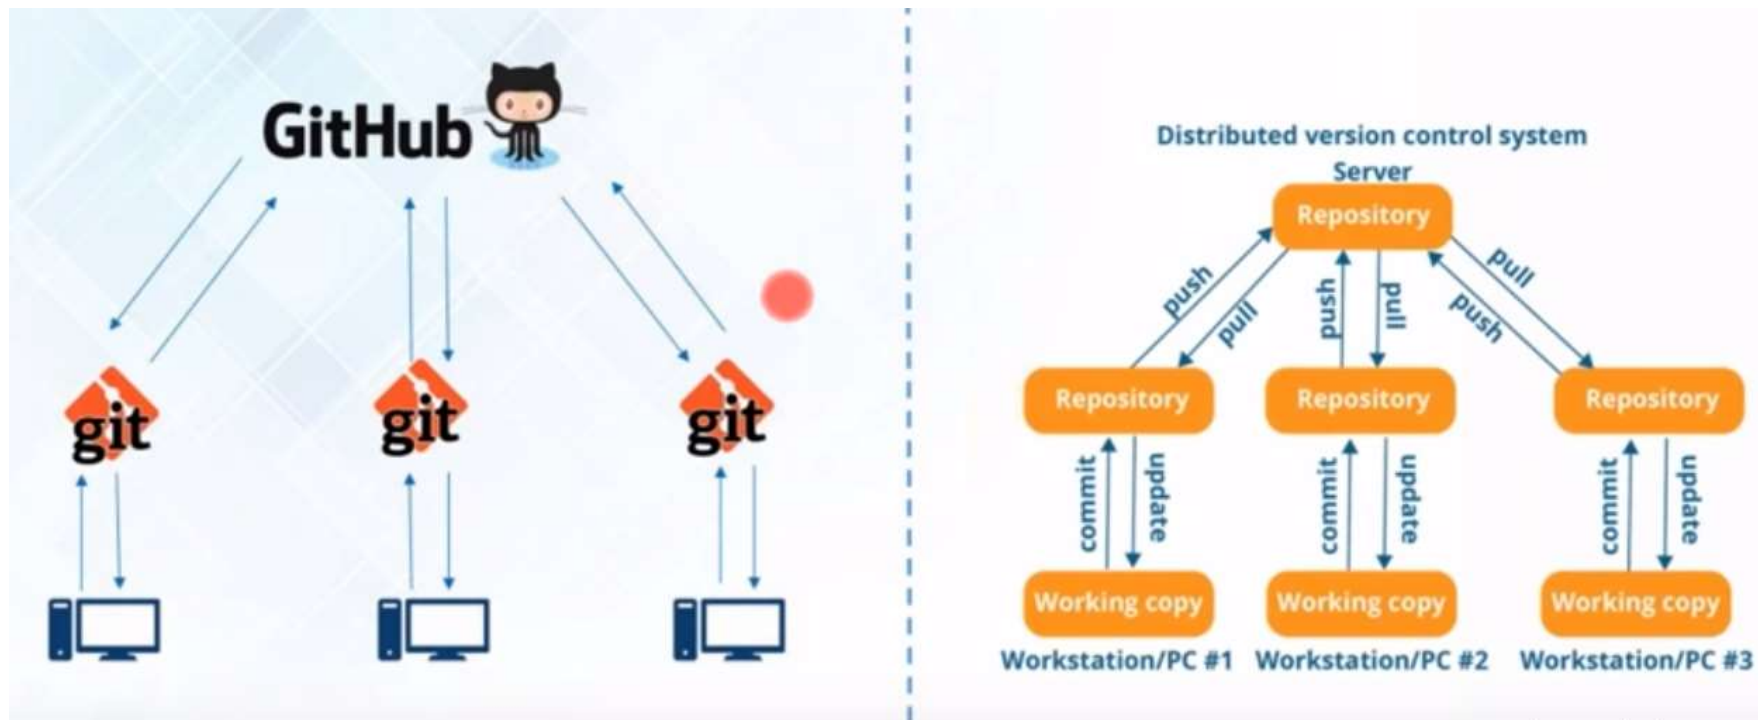 GitHub
git
git
git
Distributed version control system
Server
Repository
push
pull
push
pull
push
pull
Repository
Repository
Repository
commit
update
commit
update
commit
update
Working copy
Working copy
Working copy
Workstation/PC #1
Workstation/PC #2
Workstation/PC #3